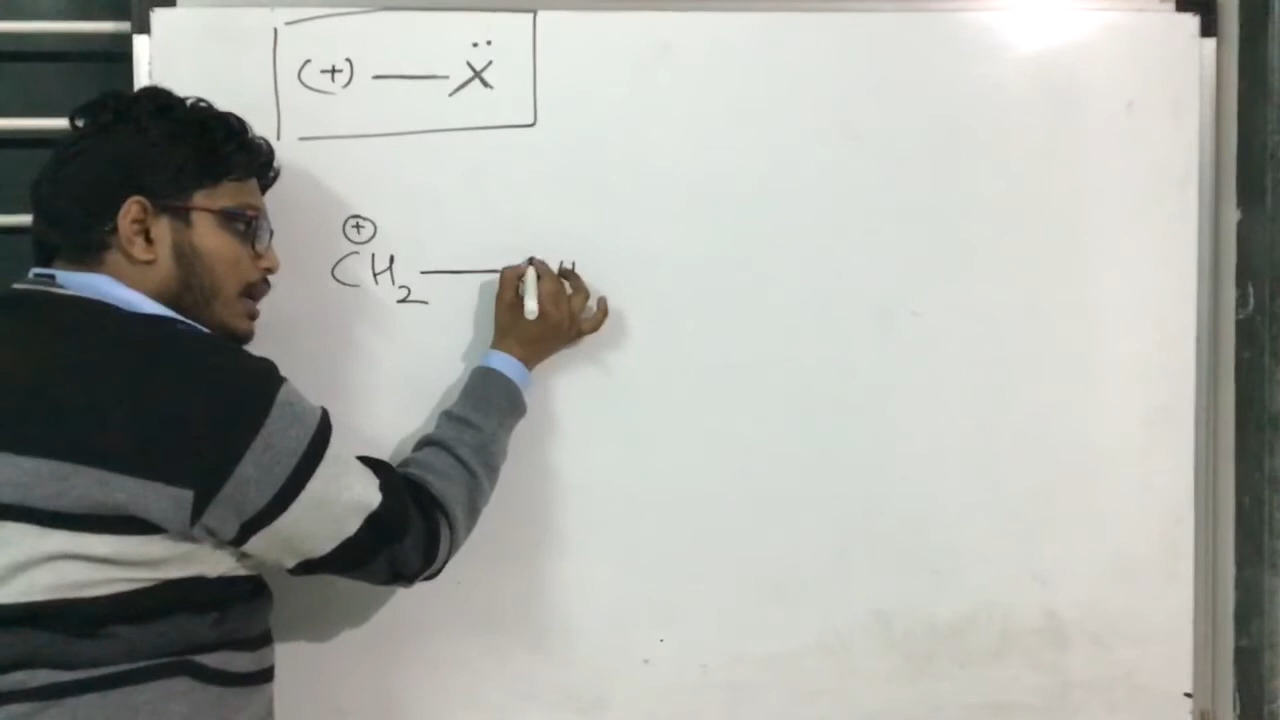 (+) — Ẍ
⊕
CH₂ —